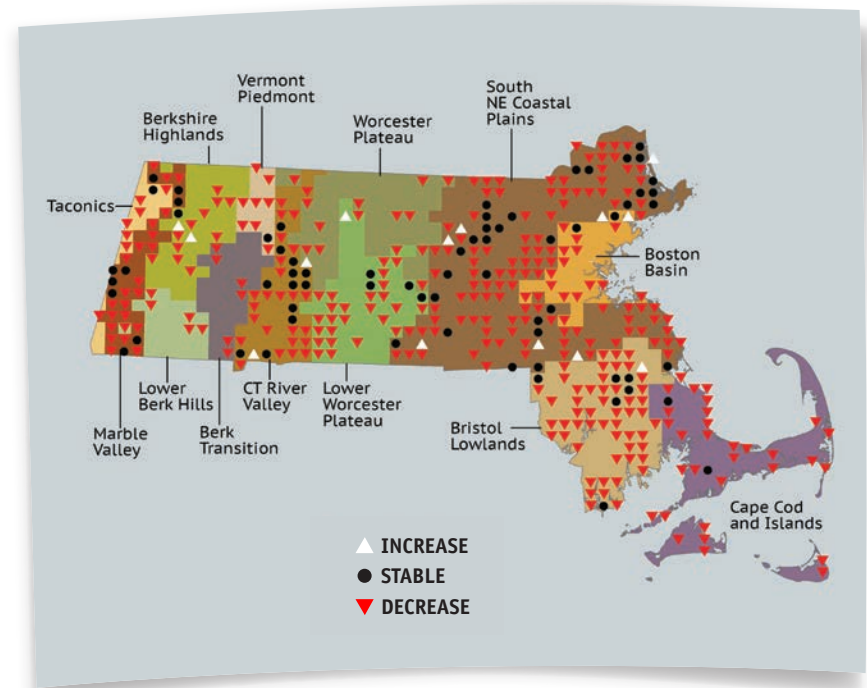 Vermont
Piedmont
South
NE Coastal
Plains
Berkshire
Highlands
Worcester
Plateau
Taconics
Boston
Basin
Lower
Berk Hills
CT River
Valley
Lower
Worcester
Plateau
Marble
Valley
Berk
Transition
Bristol
Lowlands
Cape Cod
and Islands
INCREASE
STABLE
DECREASE